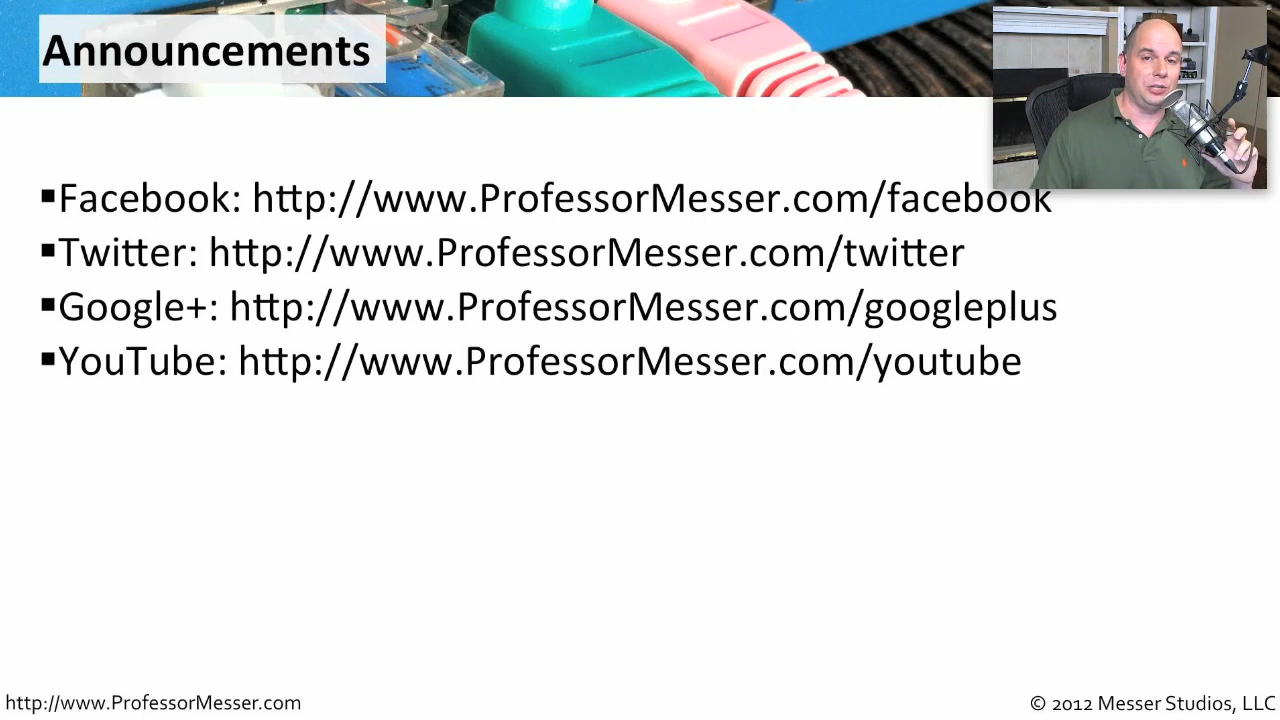 Announcements
▪Facebook: http://www.ProfessorMesser.com/facebook
▪Twitter: http://www.ProfessorMesser.com/twitter
▪Google+: http://www.ProfessorMesser.com/googleplus
▪YouTube: http://www.ProfessorMesser.com/youtube
http://www.ProfessorMesser.com
© 2012 Messer Studios, LLC